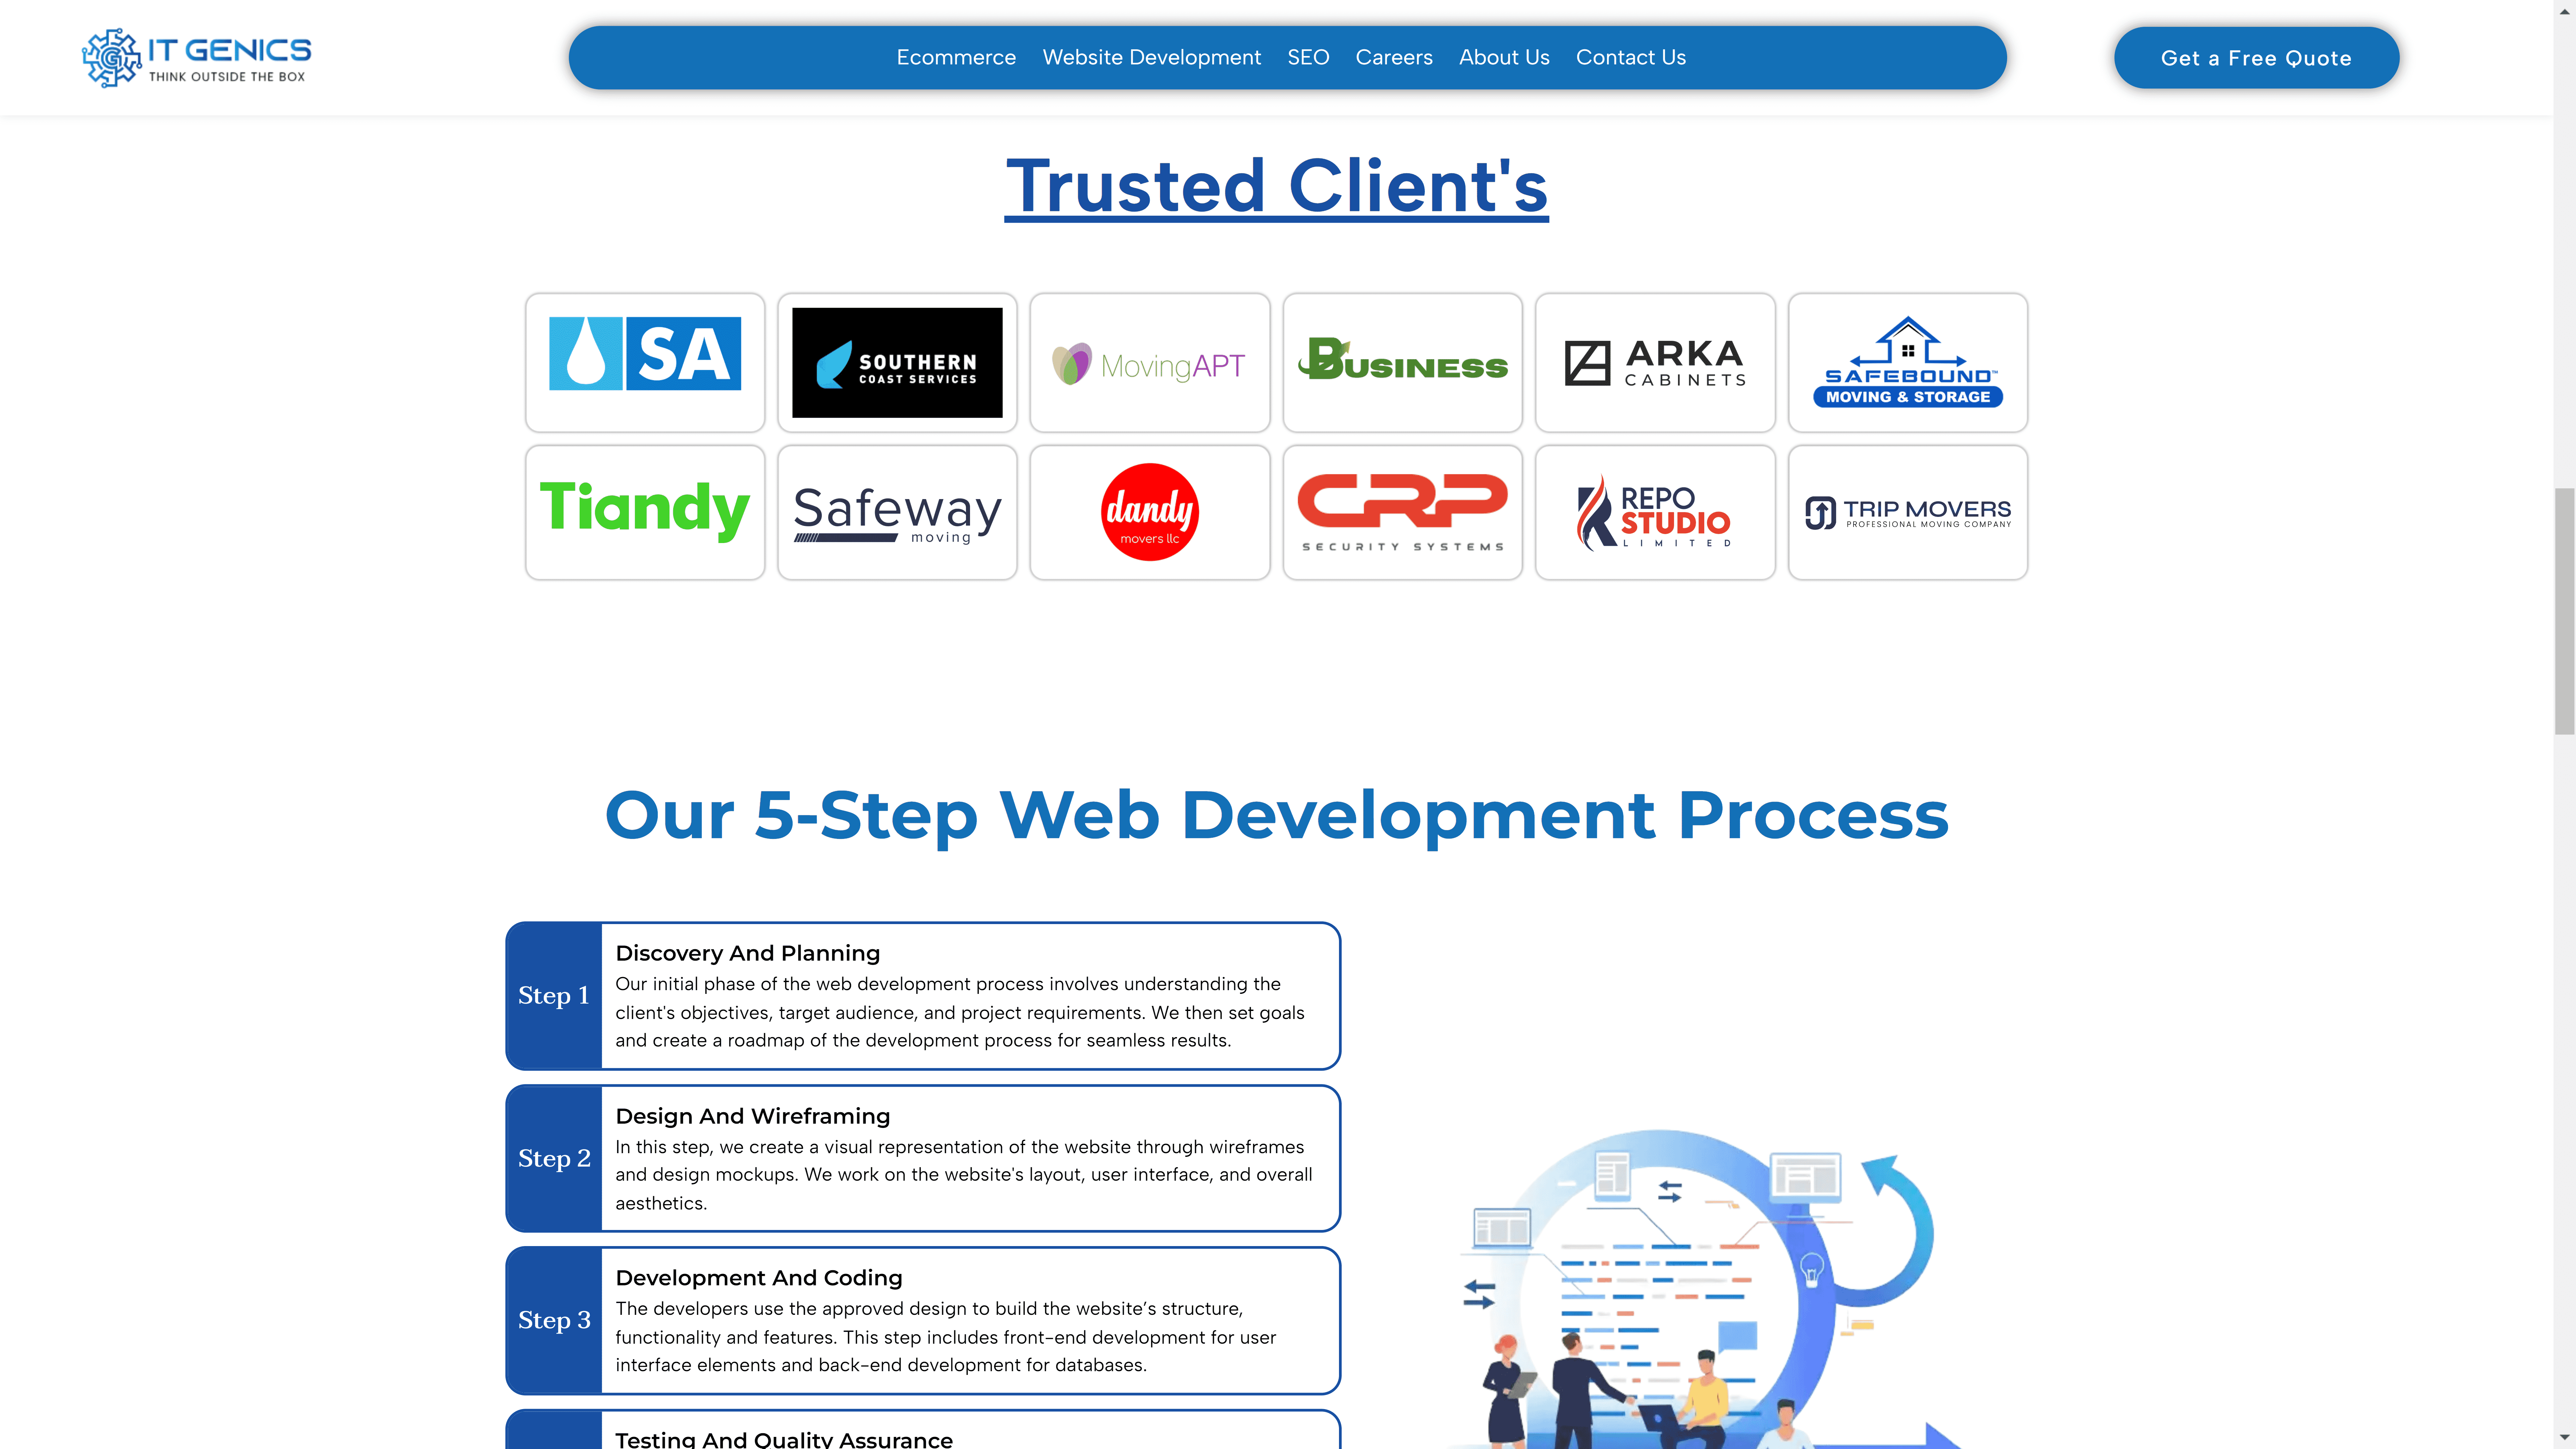 IT GENICS
THINK OUTSIDE THE BOX
Ecommerce
Website Development
SEO
Careers
About Us
Contact Us
Get a Free Quote
Trusted Client's
SA
SOUTHERN
COAST SERVICES
MovingAPT
BUSINESS
ARKA
CABINETS
SAFEBOUND™
MOVING & STORAGE
Tiandy
Safeway
moving
dandy
movers llc
CRP
SECURITY SYSTEMS
REPO
STUDIO
LIMITED
TRIP MOVERS
PROFESSIONAL MOVING COMPANY
Our 5-Step Web Development Process
Step 1
Discovery And Planning
Our initial phase of the web development process involves understanding the
client's objectives, target audience, and project requirements. We then set goals
and create a roadmap of the development process for seamless results.
Step 2
Design And Wireframing
In this step, we create a visual representation of the website through wireframes
and design mockups. We work on the website's layout, user interface, and overall
aesthetics.
Step 3
Development And Coding
The developers use the approved design to build the website’s structure,
functionality and features. This step includes front-end development for user
interface elements and back-end development for databases.
Testing And Quality Assurance